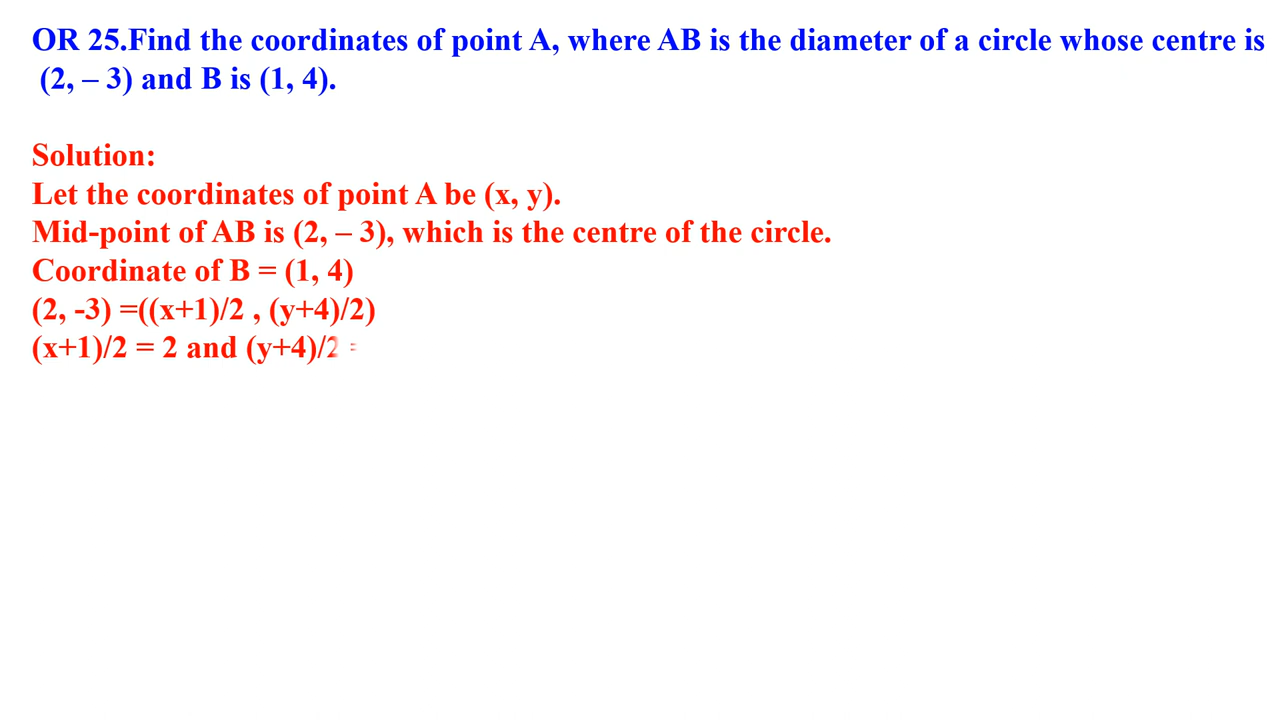 OR 25.Find the coordinates of point A, where AB is the diameter of a circle whose centre is
(2, – 3) and B is (1, 4).
Solution:
Let the coordinates of point A be (x, y).
Mid-point of AB is (2, – 3), which is the centre of the circle.
Coordinate of B = (1, 4)
(2, -3) =((x+1)/2 , (y+4)/2)
(x+1)/2 = 2 and (y+4)/2 =